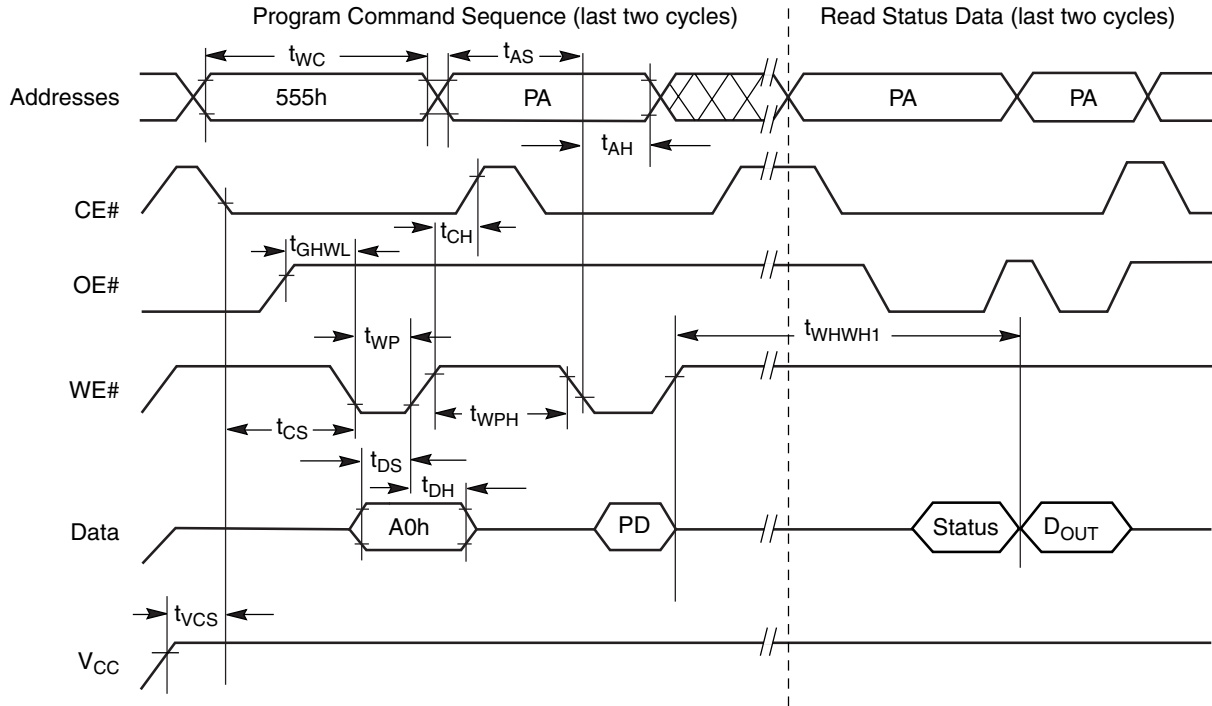 Program Command Sequence (last two cycles)
Read Status Data (last two cycles)
tWC
tAS
Addresses
555h
PA
PA
PA
tAH
CE#
tCH
tGHWL
OE#
tWP
tWHWH1
WE#
tWPH
tCS
tDS
tDH
Data
A0h
PD
Status
DOUT
tVCS
VCC